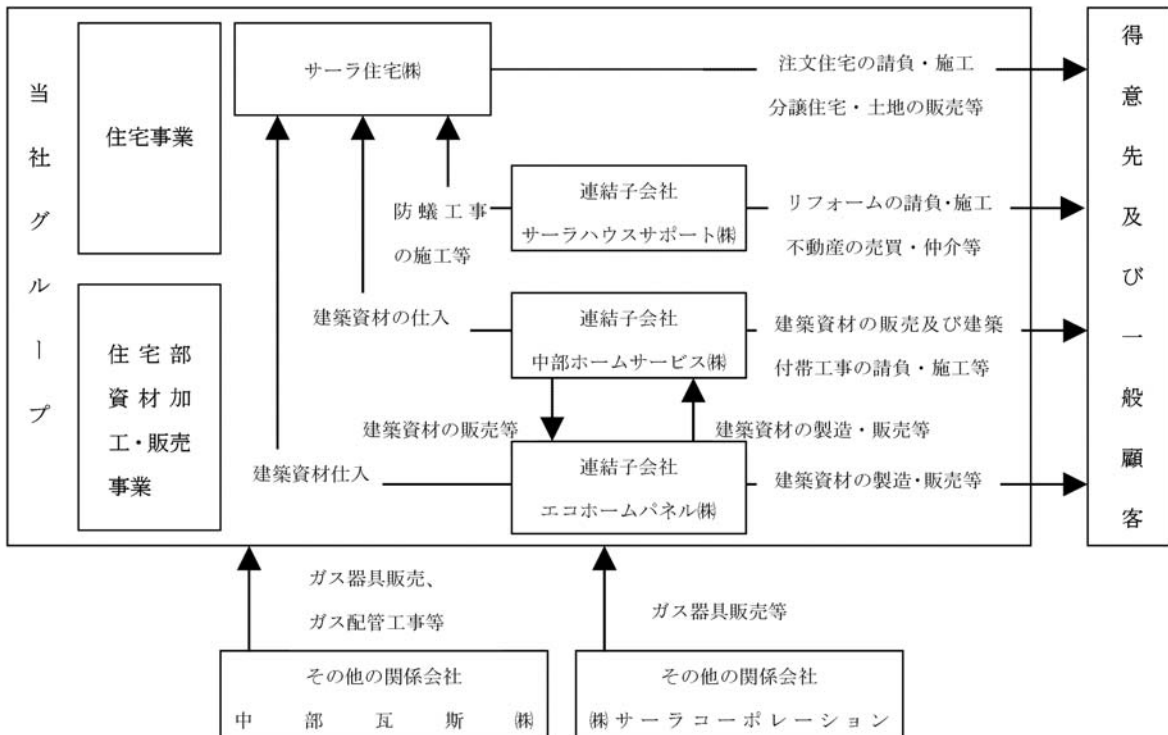 当社グループ
住宅事業
サーラ住宅㈱
注文住宅の請負・施工
分譲住宅・土地の販売等
防蟻工事
の施工等
連結子会社
サーラハウスサポート㈱
リフォームの請負・施工
不動産の売買・仲介等
住宅部
資材加
工・販売
事業
建築資材の仕入
連結子会社
中部ホームサービス㈱
建築資材の販売及び建築
付帯工事の請負・施工等
建築資材の販売等
建築資材の製造・販売等
建築資材仕入
連結子会社
エコホームパネル㈱
建築資材の製造・販売等
得意先及び一般顧客
ガス器具販売、
ガス配管工事等
ガス器具販売等
その他の関係会社
中部瓦斯㈱
その他の関係会社
㈱サーラコーポレーション